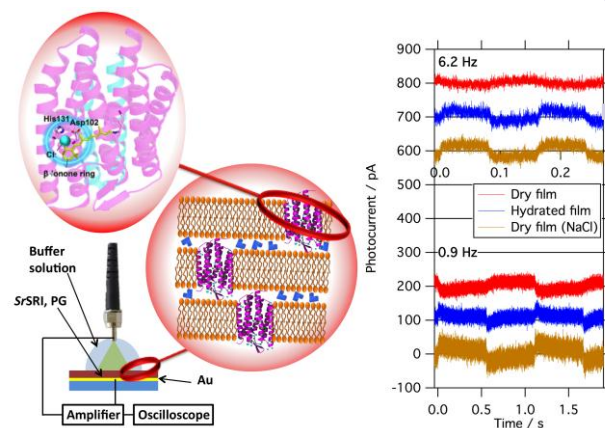 His131
Asp102
Cl
β-ionone ring
Buffer
solution
SrSRI, PG
Au
Amplifier
Oscilloscope
900
800
700
600
500
400
300
200
100
0
-100
Photocurrent / pA
6.2 Hz
0.0 0.1 0.2
Dry film
Hydrated film
Dry film (NaCl)
0.9 Hz
0.0 0.5 1.0 1.5
Time / s